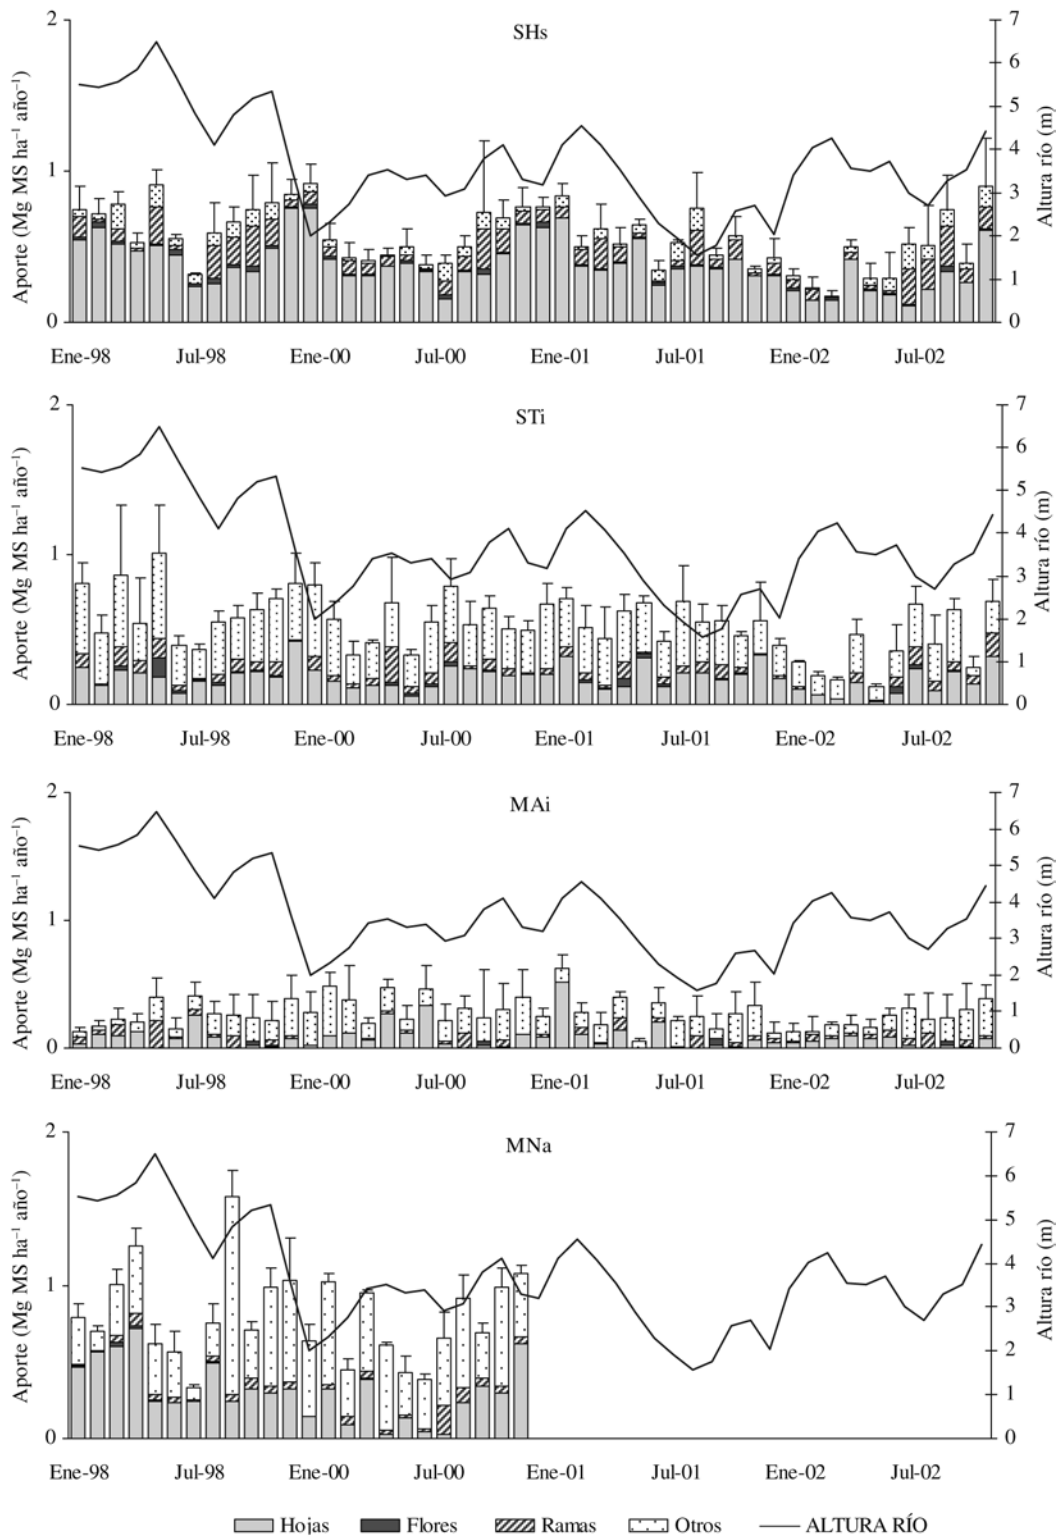 SHs
Aporte (Mg MS ha⁻¹ año⁻¹)
2
1
0
7
6
5
4
3
2
1
0
Altura río (m)
Ene-98 Jul-98 Ene-00 Jul-00 Ene-01 Jul-01 Ene-02 Jul-02
STi
Aporte (Mg MS ha⁻¹ año⁻¹)
2
1
0
7
6
5
4
3
2
1
0
Altura río (m)
Ene-98 Jul-98 Ene-00 Jul-00 Ene-01 Jul-01 Ene-02 Jul-02
MAi
Aporte (Mg MS ha⁻¹ año⁻¹)
2
1
0
7
6
5
4
3
2
1
0
Altura río (m)
Ene-98 Jul-98 Ene-00 Jul-00 Ene-01 Jul-01 Ene-02 Jul-02
MNa
Aporte (Mg MS ha⁻¹ año⁻¹)
2
1
0
7
6
5
4
3
2
1
0
Altura río (m)
Ene-98 Jul-98 Ene-00 Jul-00 Ene-01 Jul-01 Ene-02 Jul-02
Hojas Flores Ramas Otros ALTURA RÍO